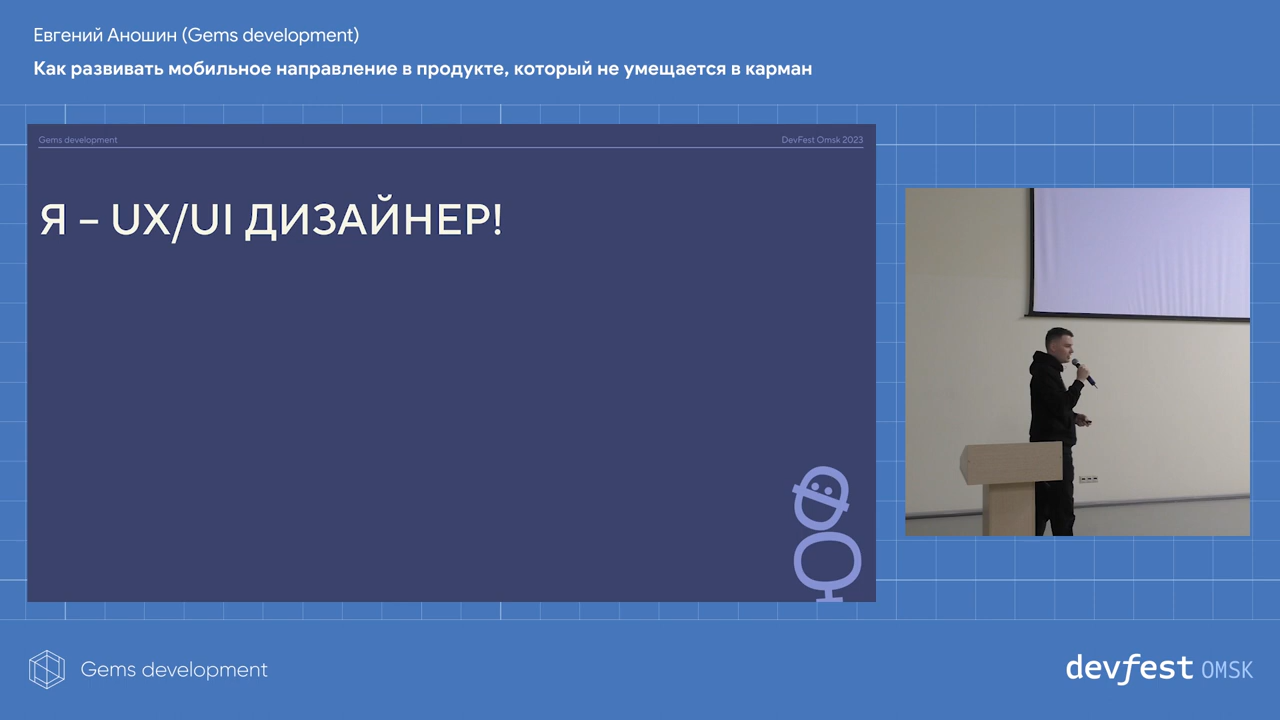 Евгений Аношин (Gems development)
Как развивать мобильное направление в продукте, который не умещается в карман
Gems development
DevFest Omsk 2023
Я – UX/UI ДИЗАЙНЕР!
Gems development
devfest OMSK